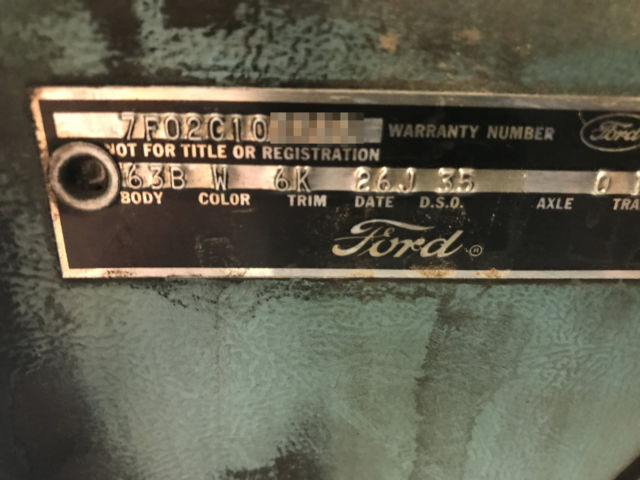 7F02C10 WARRANTY NUMBER Ford
NOT FOR TITLE OR REGISTRATION
63B W 6K 26J 35 Q
BODY COLOR TRIM DATE D.S.O. AXLE TRA
Ford ®